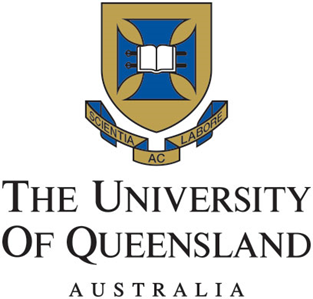 SCIENTIA AC LABORE
THE UNIVERSITY
OF QUEENSLAND
AUSTRALIA